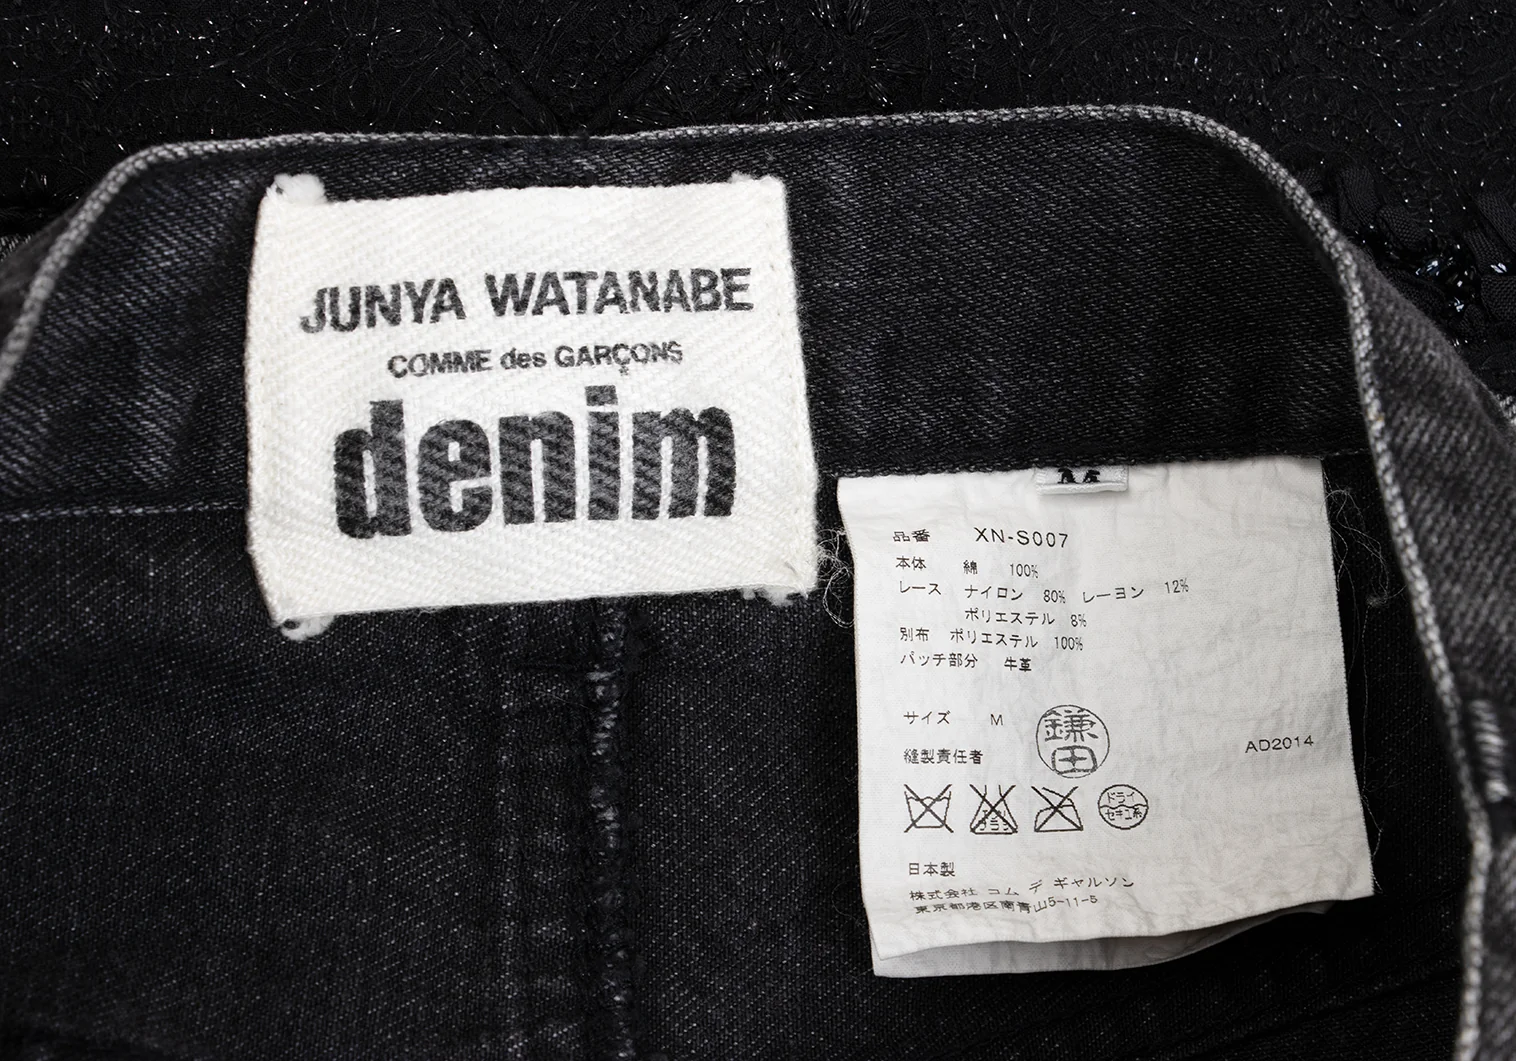 JUNYA WATANABE
COMME des GARÇONS
denim
M
品番 XN-S007
本体 綿 100%
レース ナイロン 80% レーヨン 12%
ポリエステル 8%
別布 ポリエステル 100%
パッチ部分 牛革
サイズ M
縫製責任者 鎌田
AD2014
ドライ
セキユ系
日本製
株式会社 コム デ ギャルソン
東京都港区南青山5-11-5